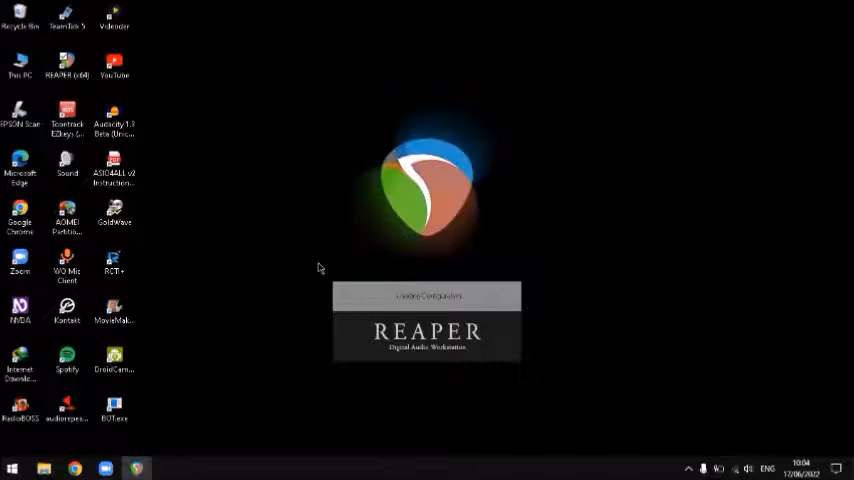 Recycle Bin
TeamTalk 5
Videoder
This PC
REAPER (x64)
YouTube
EPSON Scan
Toontrack
EZkeys (...
Audacity 1.3
Beta (Unic...
Microsoft
Edge
Sound
ASIO4ALL v2
Instruction...
Google
Chrome
AOMEI
Partitio...
GoldWave
Zoom
WO Mic
Client
RCTI+
NVDA
Kontakt
MovieMak...
Internet
Downlo...
Spotify
DroidCam...
RadioBOSS
audiorepea...
BOT.exe
Loading Configuration
REAPER
Digital Audio Workstation
ENG
10:04
17/06/2022